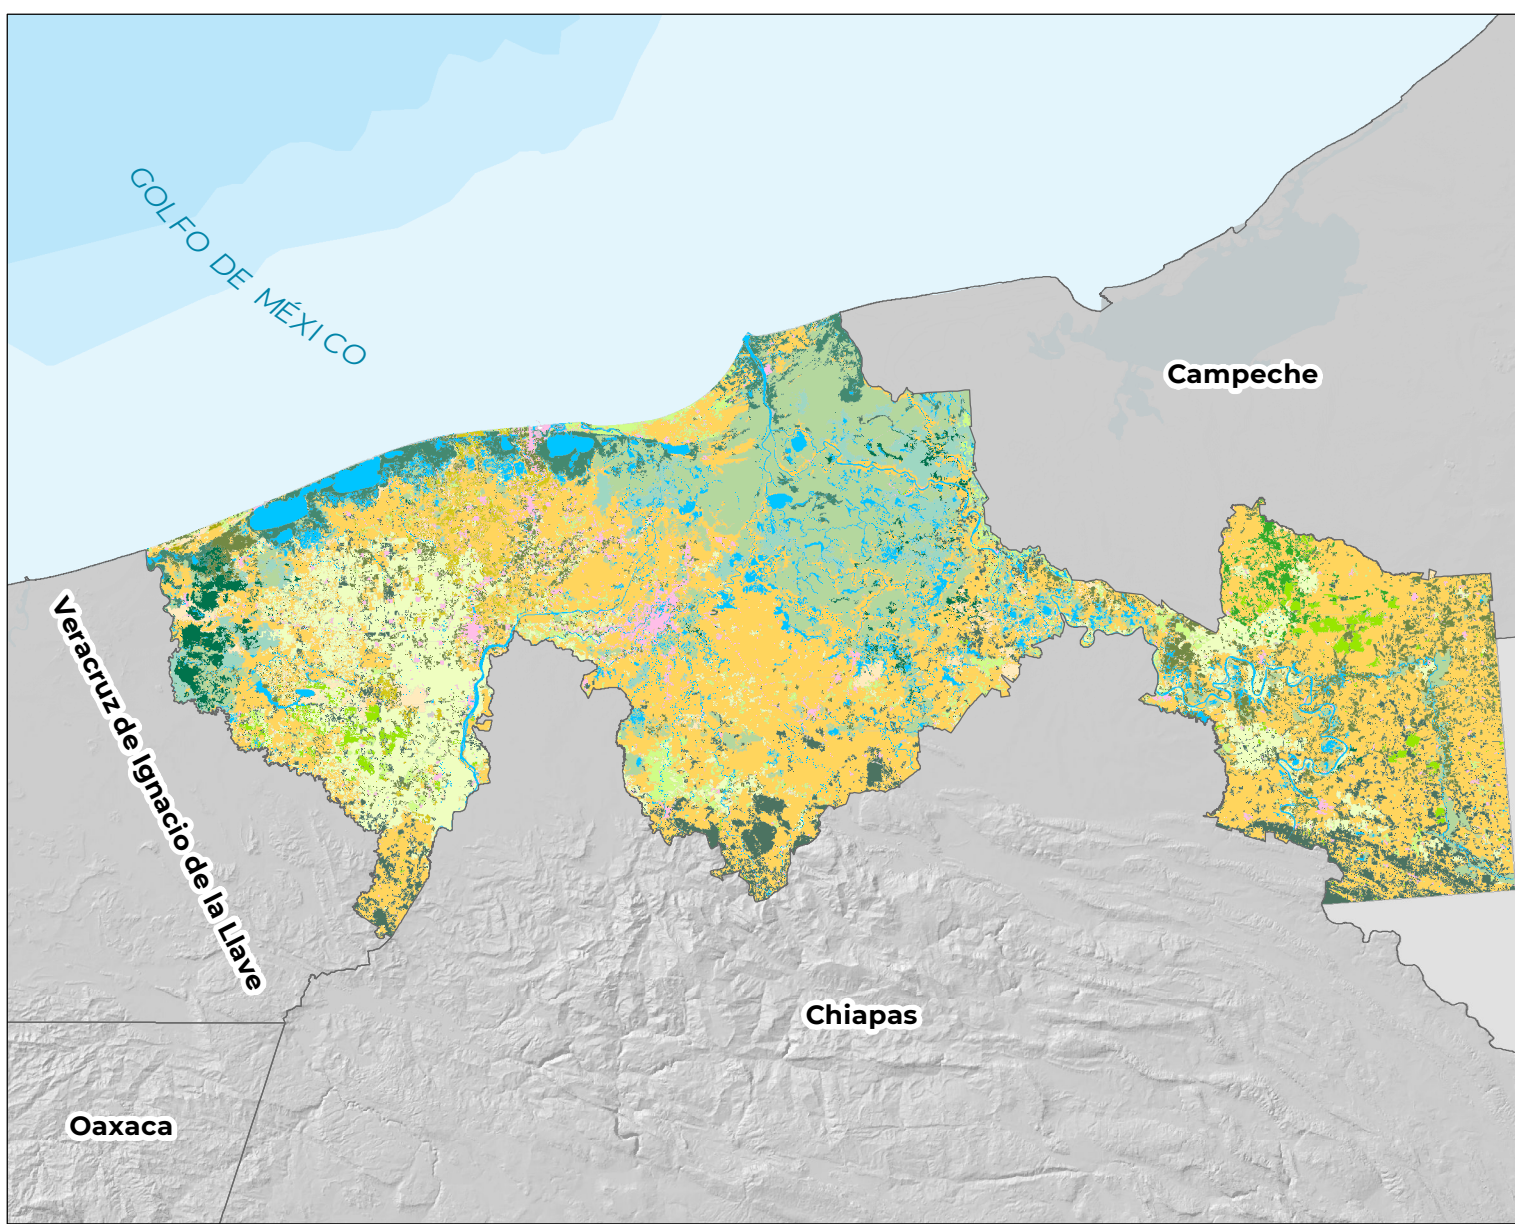 GOLFO DE MÉXICO
Campeche
Veracruz de Ignacio de la Llave
Chiapas
Oaxaca